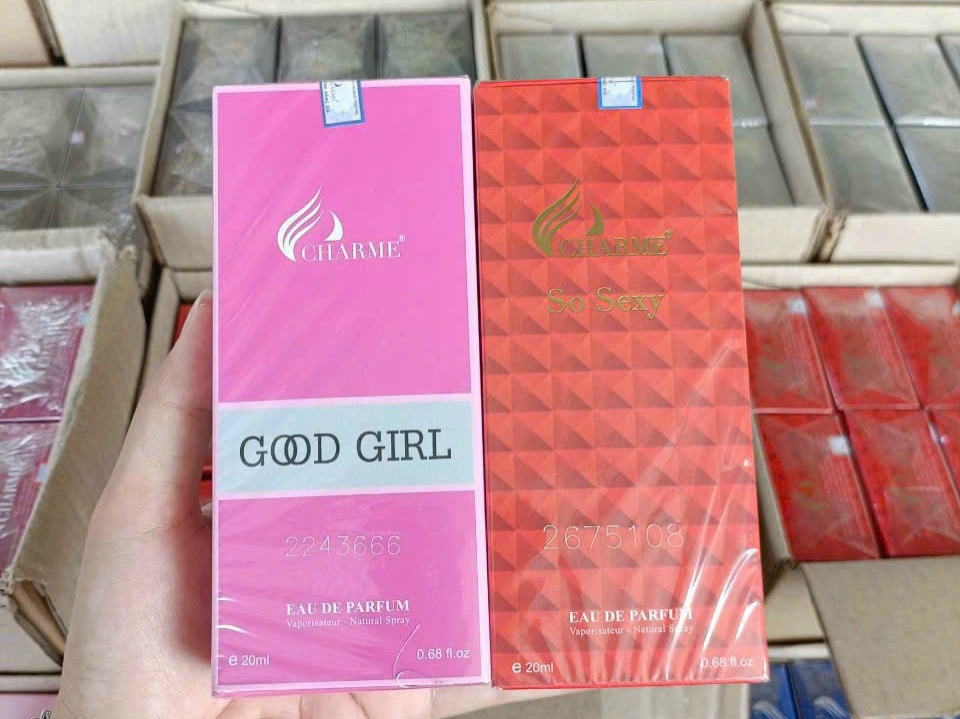 CHARME®
GOOD GIRL
2243666
EAU DE PARFUM
Vaporisateur - Natural Spray
e 20ml
0.68 fl.oz
CHARME®
So Sexy
2675108
EAU DE PARFUM
Vaporisateur - Natural Spray
e 20ml
0.68 fl.oz
CHARME